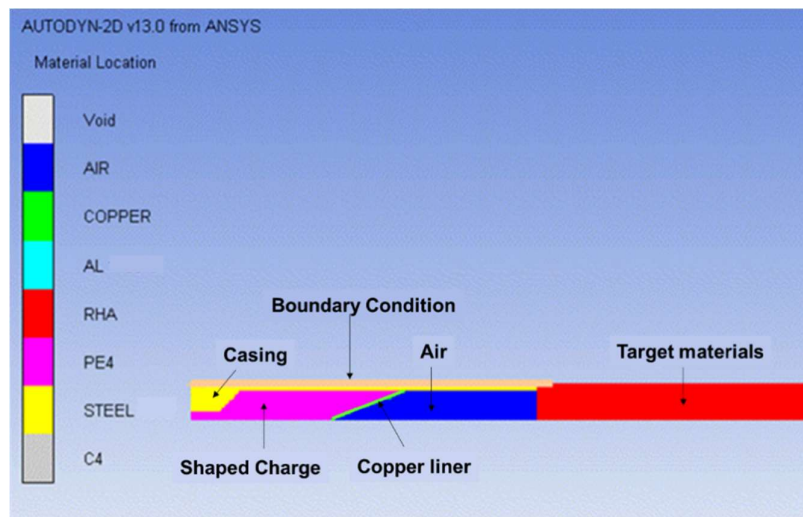 AUTODYN-2D v13.0 from ANSYS
Material Location
Void
AIR
COPPER
AL
RHA
PE4
STEEL
C4
Boundary Condition
Casing
Air
Target materials
Shaped Charge
Copper liner